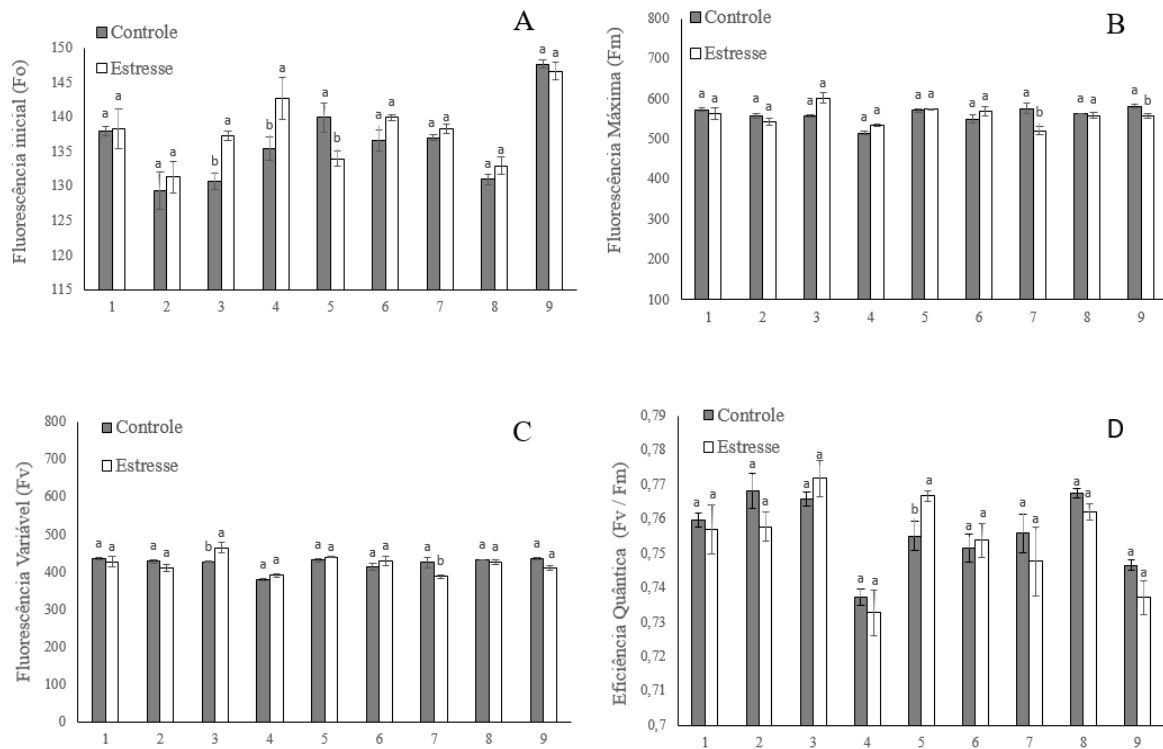 A
Controle
Estresse
Fluorescência inicial (Fo)
150
145
140
135
130
125
120
115
a a a a b a b a a b a a a a a a a a
1 2 3 4 5 6 7 8 9
B
Controle
Estresse
Fluorescência Máxima (Fm)
800
700
600
500
400
300
200
100
a a a a a a a a a a a a a b a a a b
1 2 3 4 5 6 7 8 9
C
Controle
Estresse
Fluorescência Variável (Fv)
800
700
600
500
400
300
200
100
0
a a a a b a a a a a a a a b a a a a
1 2 3 4 5 6 7 8 9
D
Controle
Estresse
Eficiência Quântica (Fv / Fm)
0,79
0,78
0,77
0,76
0,75
0,74
0,73
0,72
0,71
0,7
a a a a a a a a b a a a a a a a a a
1 2 3 4 5 6 7 8 9